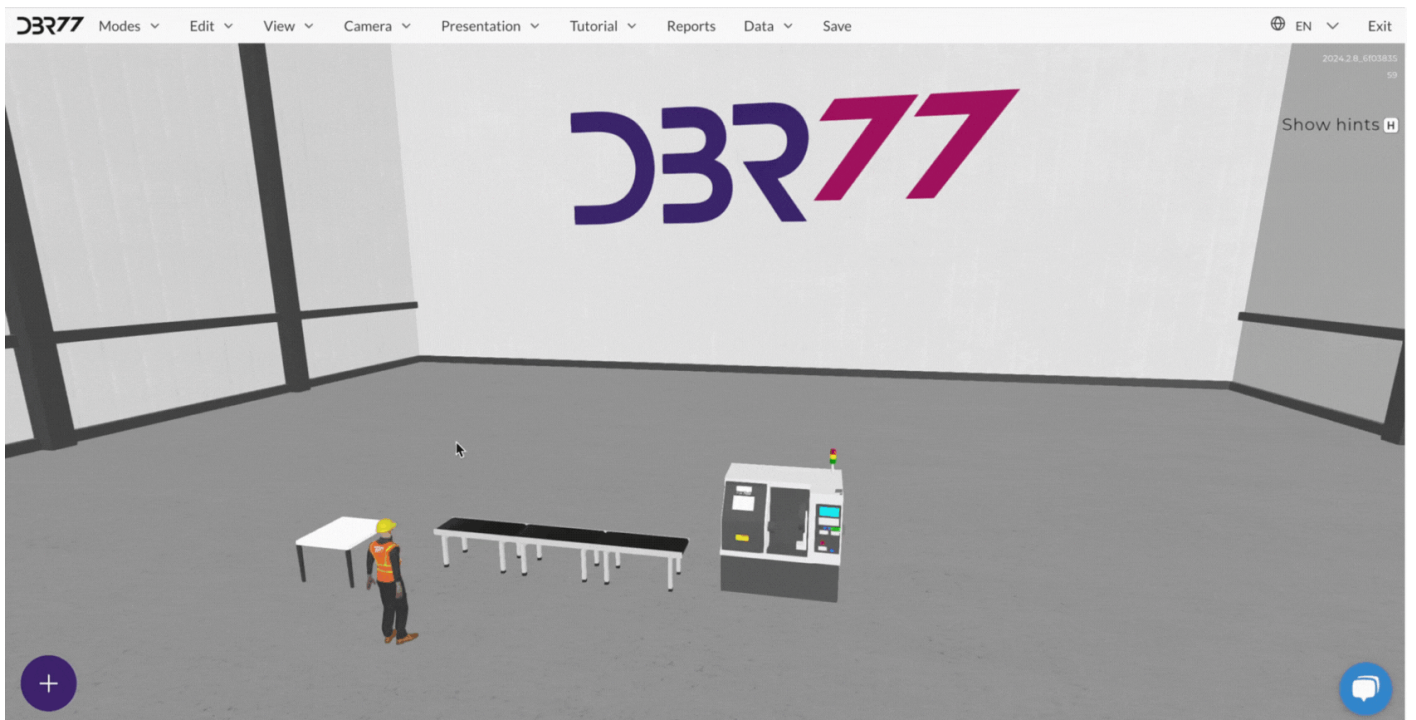 DBR77 Modes Edit View Camera Presentation Tutorial Reports Data Save EN Exit
2024.2.8_6f03835
59
DBR77
Show hints H